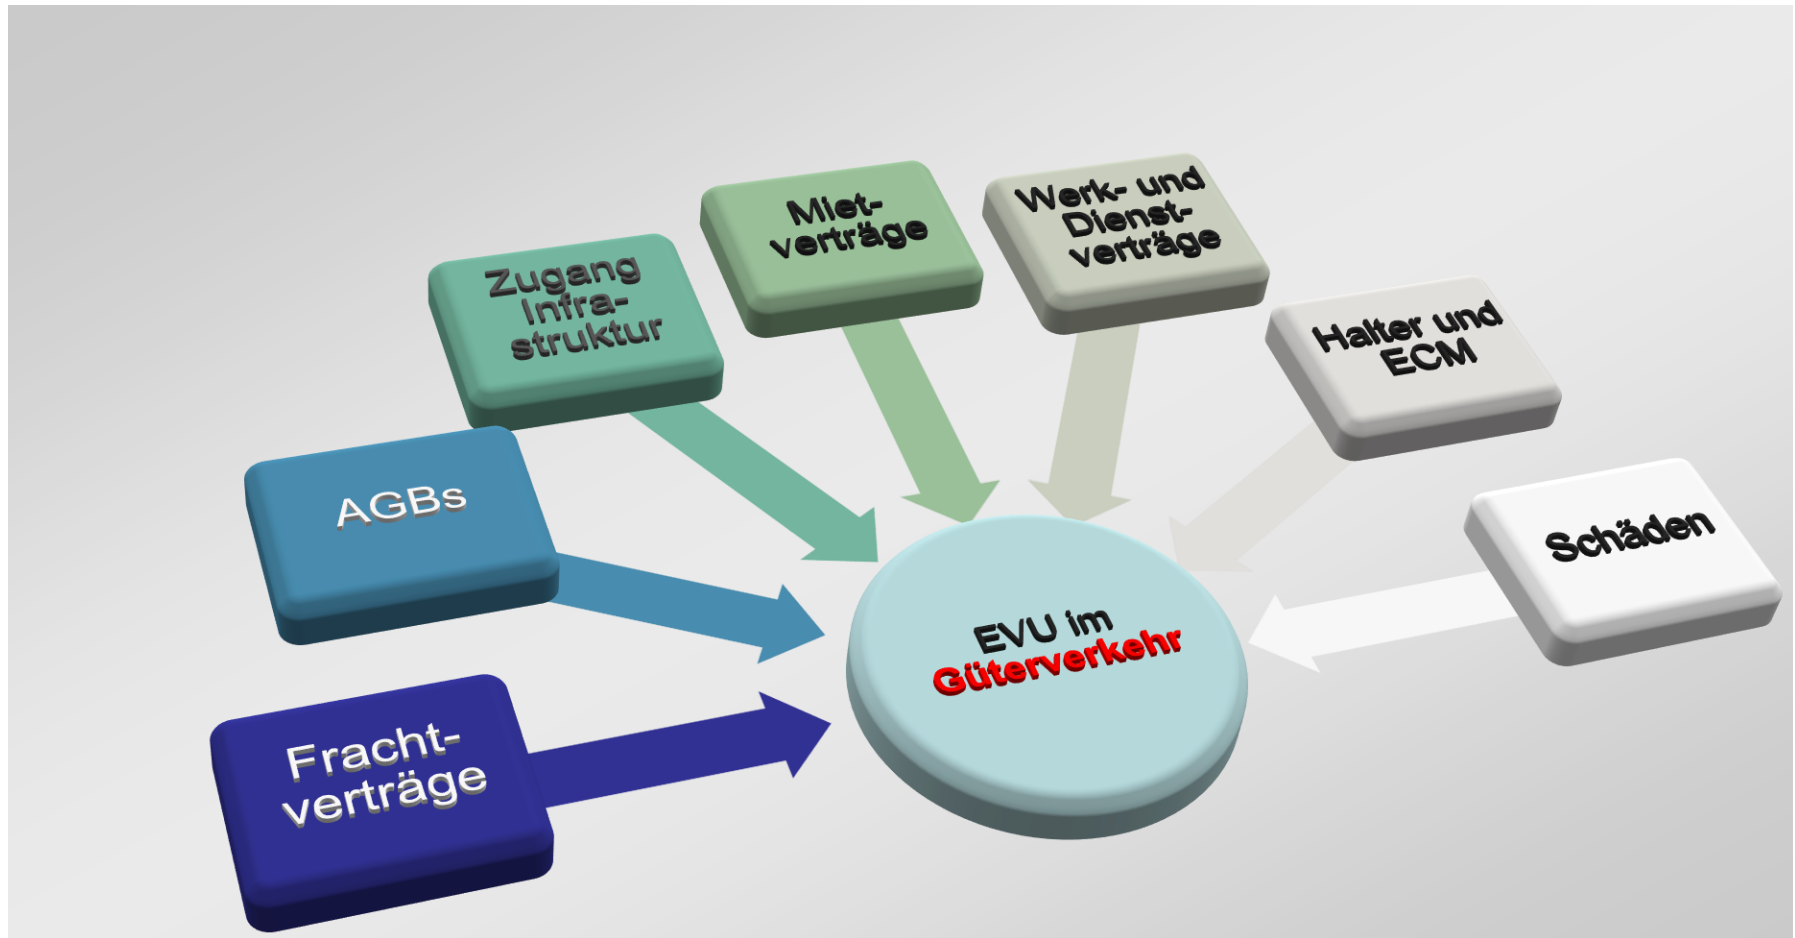 Fracht-
verträge
AGBs
Zugang
Infra-
struktur
Miet-
verträge
Werk- und
Dienst-
verträge
Halter und
ECM
Schäden
EVU im
Güterverkehr